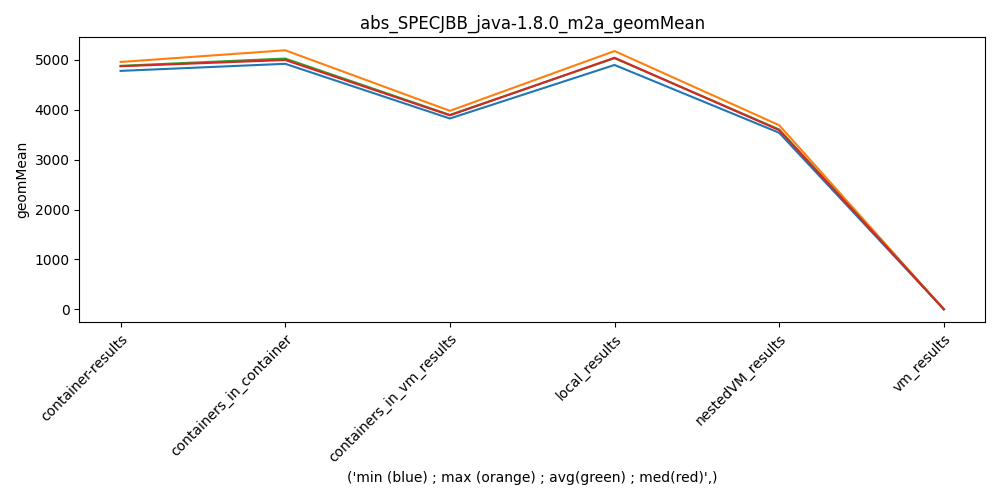 abs_SPECJBB_java-1.8.0_m2a_geomMean
geomMean
5000
4000
3000
2000
1000
0
container-results
containers_in_container
containers_in_vm_results
local_results
nestedVM_results
vm_results
('min (blue) ; max (orange) ; avg(green) ; med(red)',)